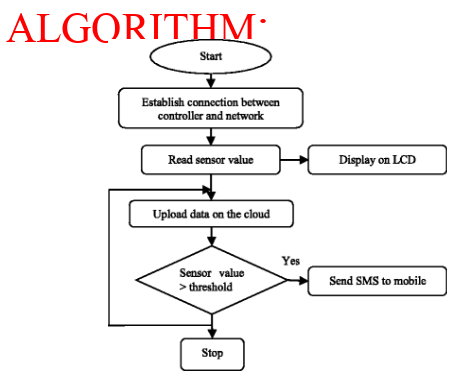 ALGORITHM:
Start
Establish connection between
controller and network
Read sensor value
Display on LCD
Upload data on the cloud
Sensor value
> threshold
Yes
Send SMS to mobile
Stop